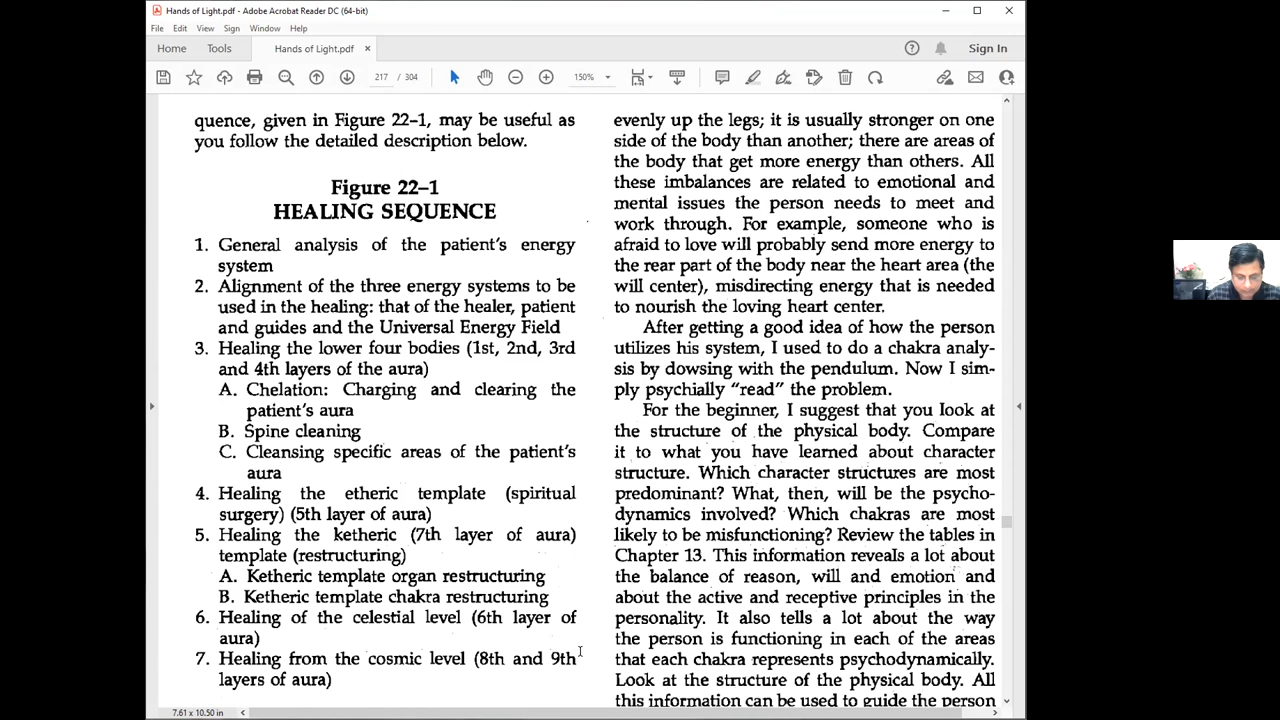 Hands of Light.pdf - Adobe Acrobat Reader DC (64-bit)
File Edit View Sign Window Help
Home Tools Hands of Light.pdf × Sign In
217 / 304 150%
quence, given in Figure 22–1, may be useful as
you follow the detailed description below.
Figure 22–1
HEALING SEQUENCE
1. General analysis of the patient's energy
system
2. Alignment of the three energy systems to be
used in the healing: that of the healer, patient
and guides and the Universal Energy Field
3. Healing the lower four bodies (1st, 2nd, 3rd
and 4th layers of the aura)
A. Chelation: Charging and clearing the
patient's aura
B. Spine cleaning
C. Cleansing specific areas of the patient's
aura
4. Healing the etheric template (spiritual
surgery) (5th layer of aura)
5. Healing the ketheric (7th layer of aura)
template (restructuring)
A. Ketheric template organ restructuring
B. Ketheric template chakra restructuring
6. Healing of the celestial level (6th layer of
aura)
7. Healing from the cosmic level (8th and 9th
layers of aura)
evenly up the legs; it is usually stronger on one
side of the body than another; there are areas of
the body that get more energy than others. All
these imbalances are related to emotional and
mental issues the person needs to meet and
work through. For example, someone who is
afraid to love will probably send more energy to
the rear part of the body near the heart area (the
will center), misdirecting energy that is needed
to nourish the loving heart center.
After getting a good idea of how the person
utilizes his system, I used to do a chakra analy-
sis by dowsing with the pendulum. Now I sim-
ply psychially "read" the problem.
For the beginner, I suggest that you look at
the structure of the physical body. Compare
it to what you have learned about character
structure. Which character structures are most
predominant? What, then, will be the psycho-
dynamics involved? Which chakras are most
likely to be misfunctioning? Review the tables in
Chapter 13. This information reveals a lot about
the balance of reason, will and emotion and
about the active and receptive principles in the
personality. It also tells a lot about the way
the person is functioning in each of the areas
that each chakra represents psychodynamically.
Look at the structure of the physical body. All
this information can be used to guide the person
7.61 x 10.50 in